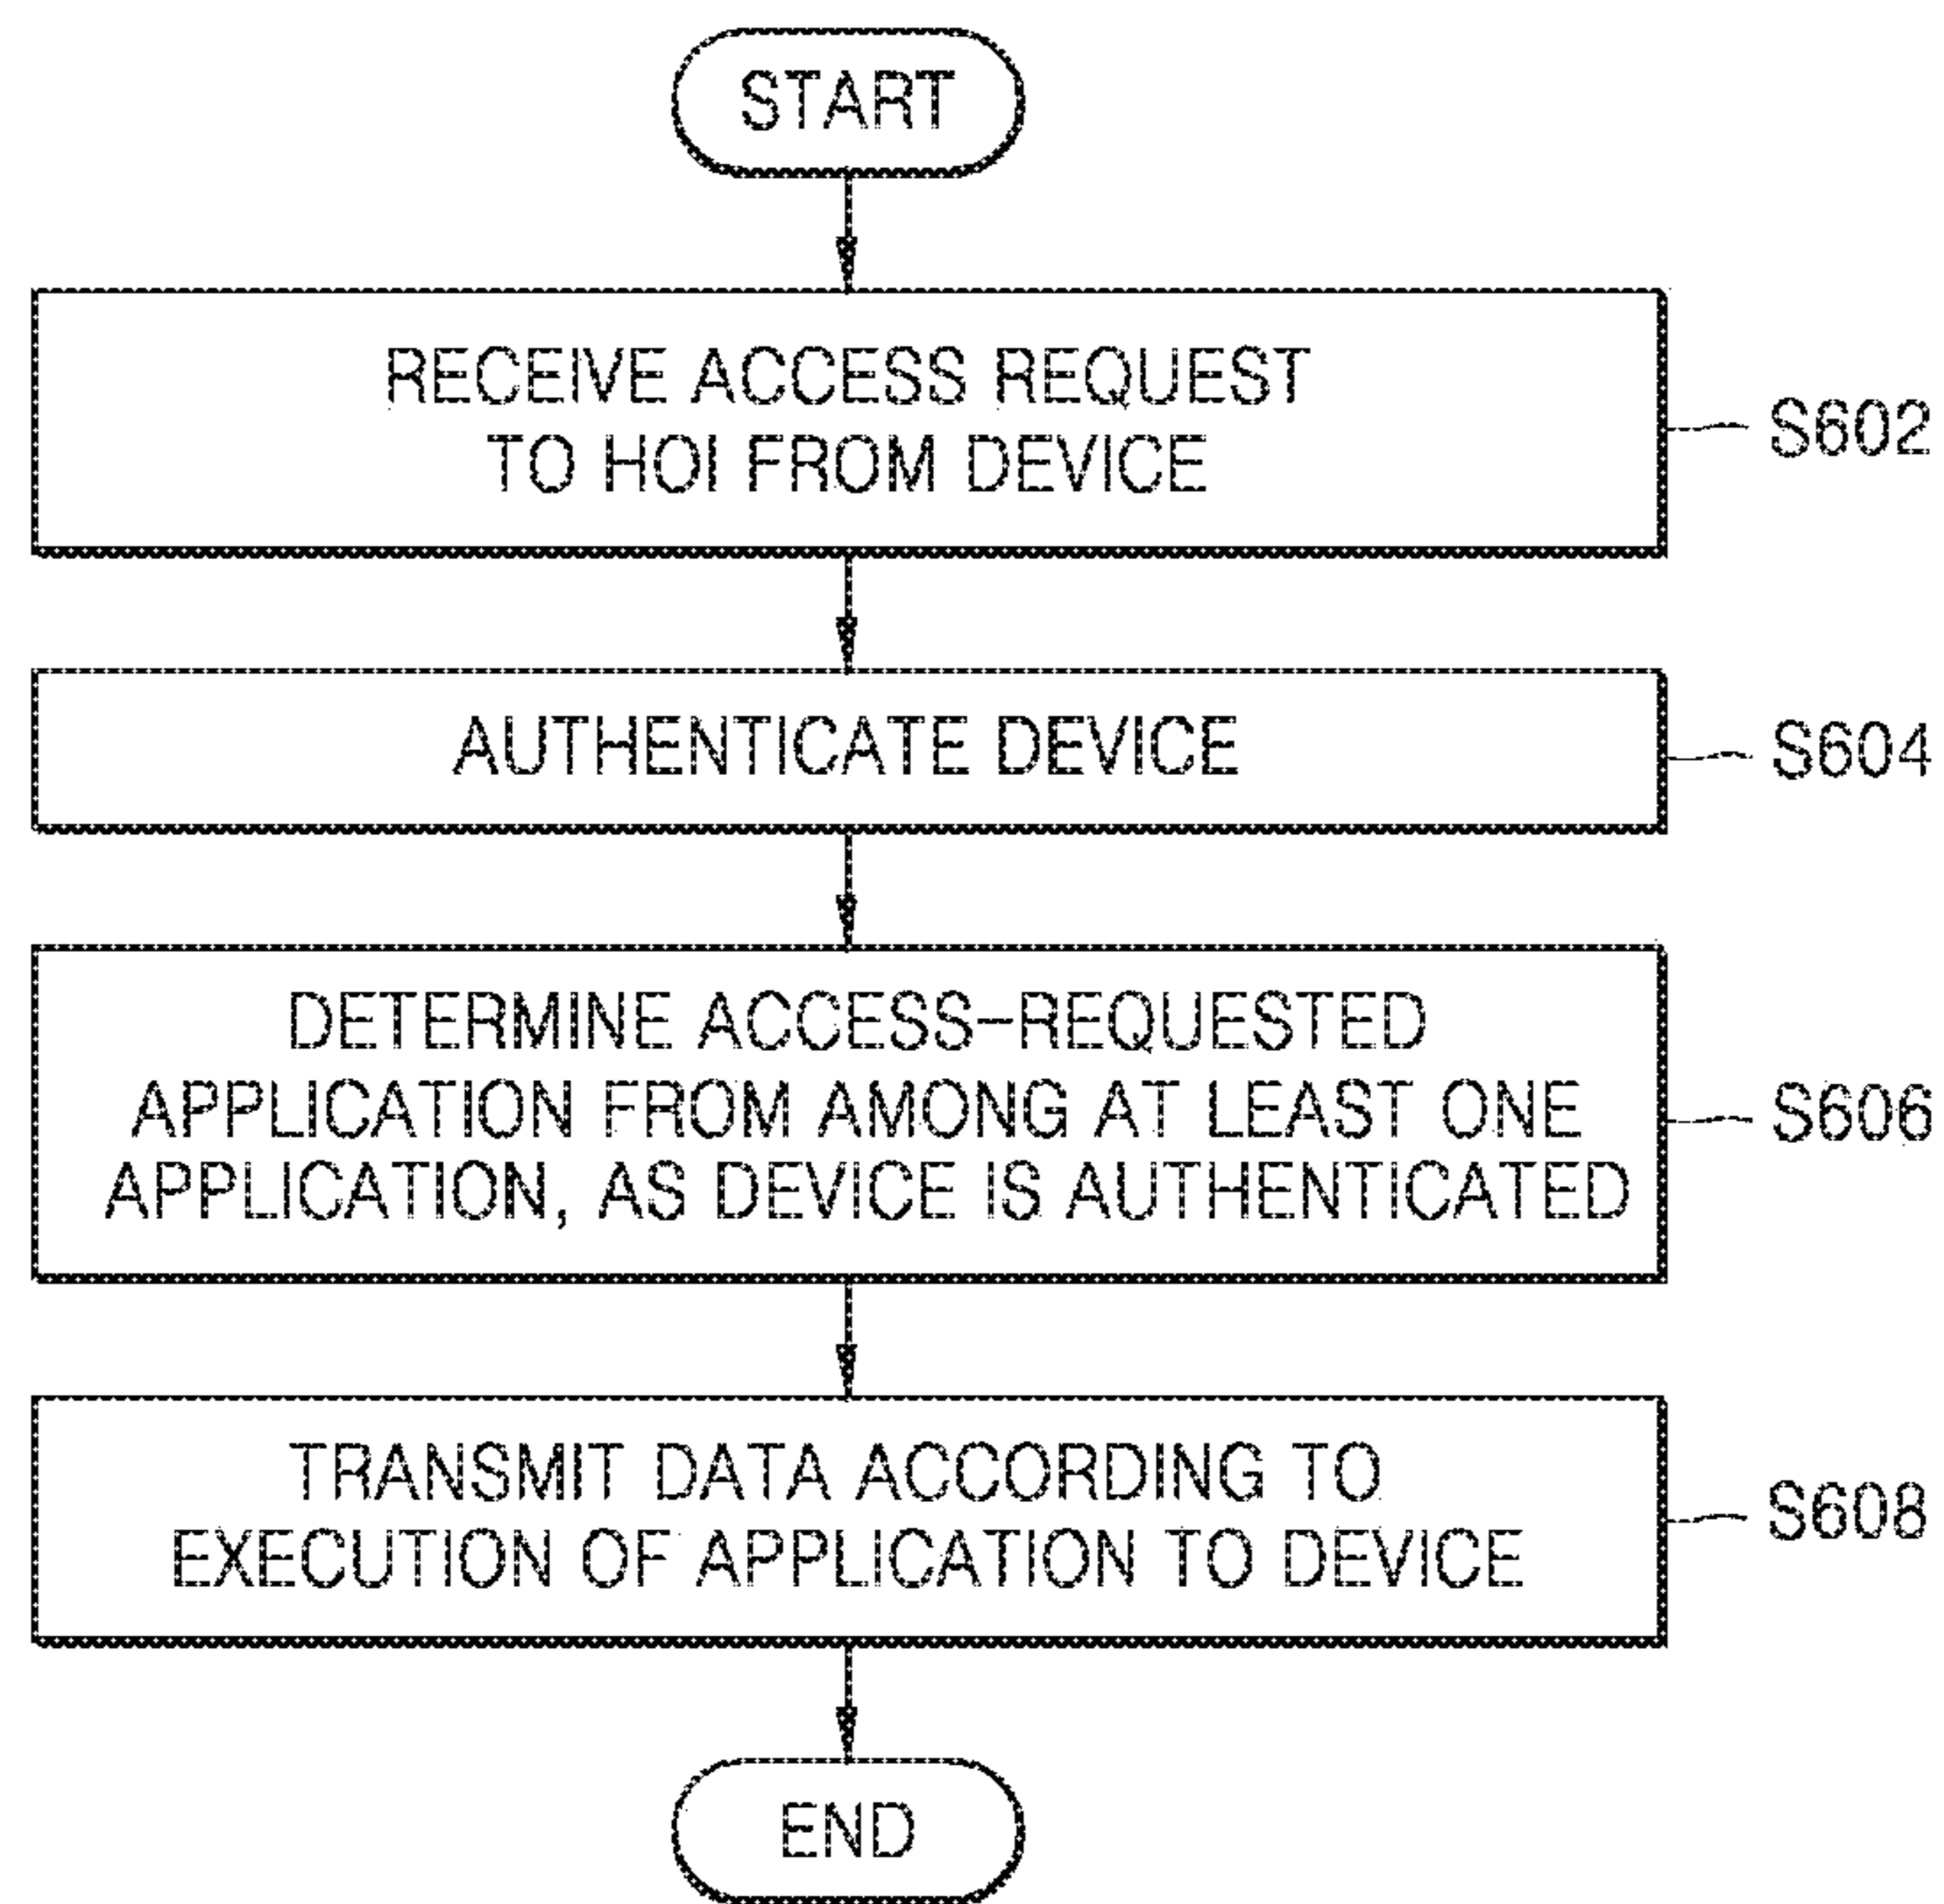 START
RECEIVE ACCESS REQUEST
TO HOI FROM DEVICE
S602
AUTHENTICATE DEVICE
S604
DETERMINE ACCESS-REQUESTED
APPLICATION FROM AMONG AT LEAST ONE
APPLICATION, AS DEVICE IS AUTHENTICATED
S606
TRANSMIT DATA ACCORDING TO
EXECUTION OF APPLICATION TO DEVICE
S608
END